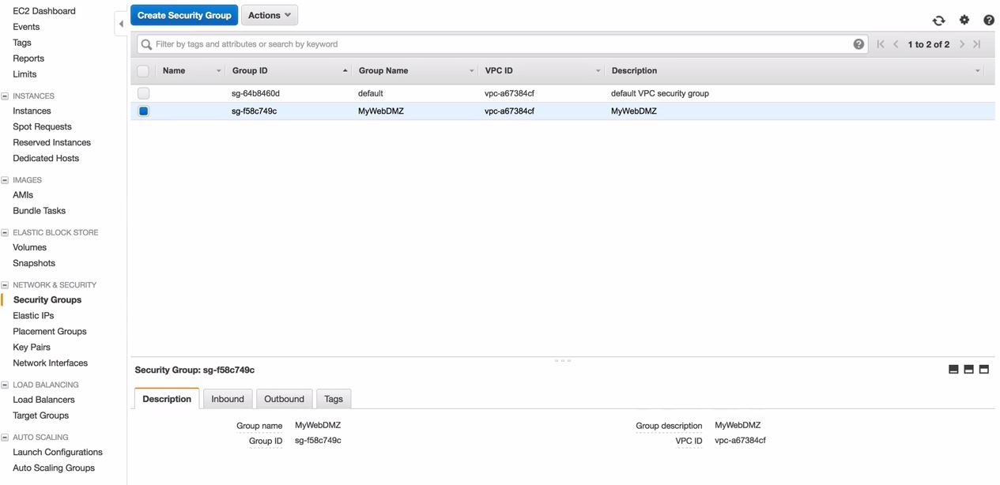 EC2 Dashboard
Events
Tags
Reports
Limits
INSTANCES
Instances
Spot Requests
Reserved Instances
Dedicated Hosts
IMAGES
AMIs
Bundle Tasks
ELASTIC BLOCK STORE
Volumes
Snapshots
NETWORK & SECURITY
Security Groups
Elastic IPs
Placement Groups
Key Pairs
Network Interfaces
LOAD BALANCING
Load Balancers
Target Groups
AUTO SCALING
Launch Configurations
Auto Scaling Groups
Create Security Group Actions
Filter by tags and attributes or search by keyword 1 to 2 of 2
Name Group ID Group Name VPC ID Description
sg-64b8460d default vpc-a67384cf default VPC security group
sg-f58c749c MyWebDMZ vpc-a67384cf MyWebDMZ
Security Group: sg-f58c749c
Description Inbound Outbound Tags
Group name MyWebDMZ Group description MyWebDMZ
Group ID sg-f58c749c VPC ID vpc-a67384cf